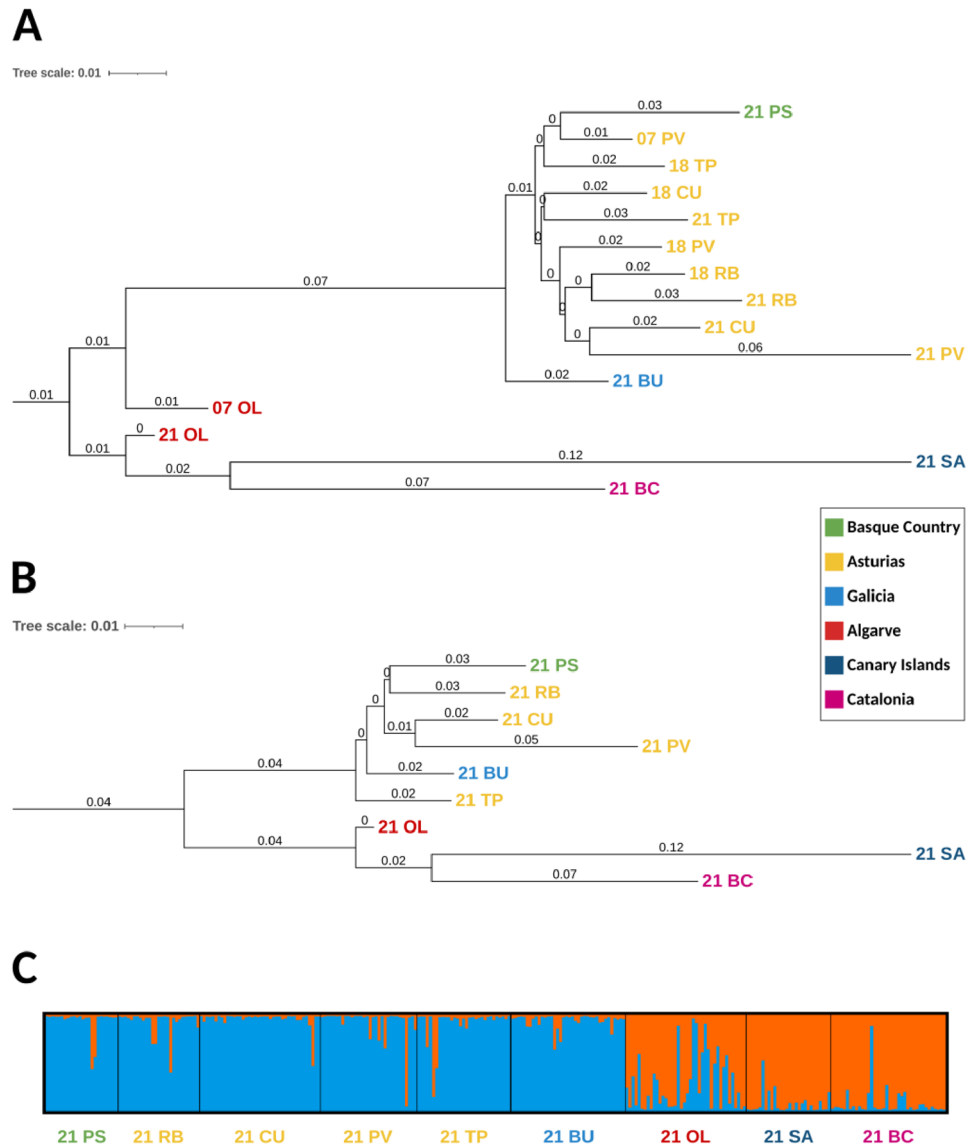 A
Tree scale: 0.01
0.03
21 PS
0
0.01
07 PV
0
0.02
18 TP
0.01
0.02
18 CU
0
0.03
21 TP
0
0.02
18 PV
0
0.02
18 RB
0
0.07
0.03
21 RB
0
0.02
21 CU
0
0.01
0.06
21 PV
0.02
21 BU
0.01
0.01
07 OL
0
21 OL
0.01
0.12
21 SA
0.02
0.07
21 BC
Basque Country
Asturias
Galicia
Algarve
Canary Islands
Catalonia
B
Tree scale: 0.01
0.03
21 PS
0
0.03
21 RB
0
0.02
21 CU
0.01
0
0.05
21 PV
0.04
0.02
21 BU
0.02
21 TP
0.04
0
21 OL
0.04
0.12
21 SA
0.02
0.07
21 BC
C
21 PS 21 RB 21 CU 21 PV 21 TP 21 BU 21 OL 21 SA 21 BC